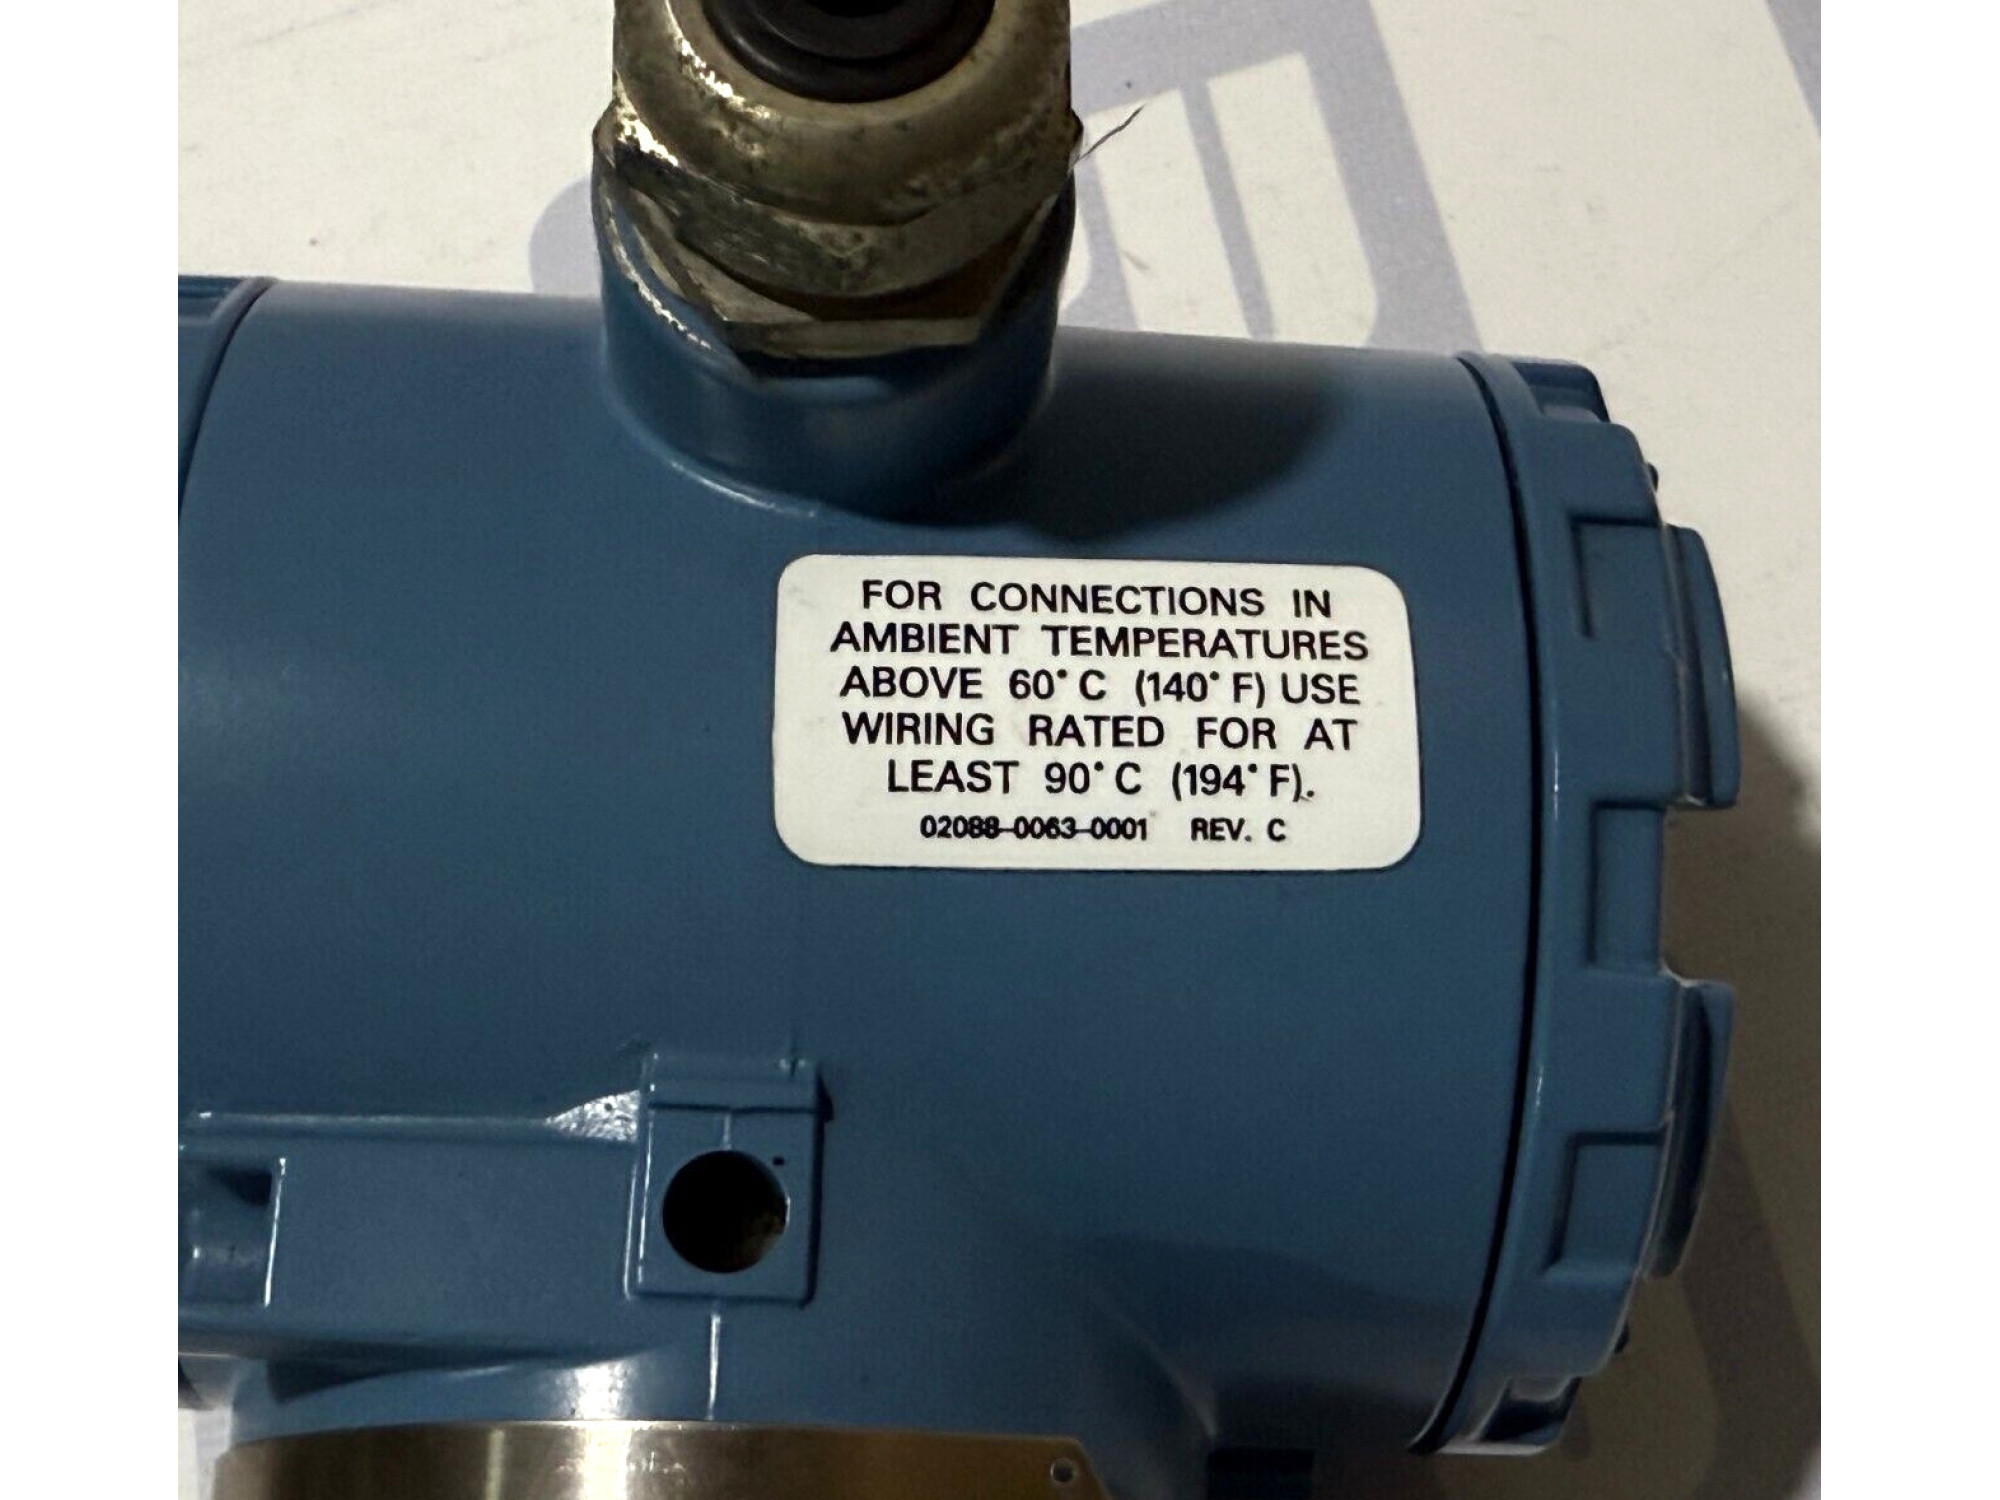 FOR CONNECTIONS IN
AMBIENT TEMPERATURES
ABOVE 60°C (140°F) USE
WIRING RATED FOR AT
LEAST 90°C (194°F).
02088-0063-0001 REV. C